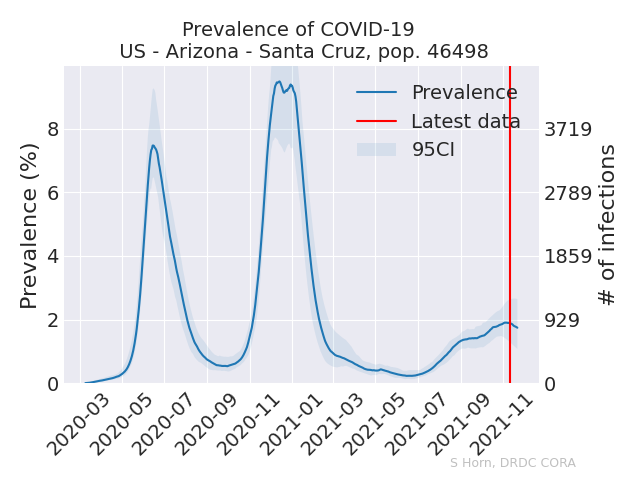 Prevalence of COVID-19
US - Arizona - Santa Cruz, pop. 46498
Prevalence
Latest data
95CI
Prevalence (%)
8
6
4
2
0
3719
2789
1859
929
0
# of infections
2020-03
2020-05
2020-07
2020-09
2020-11
2021-01
2021-03
2021-05
2021-07
2021-09
2021-11
S Horn, DRDC CORA